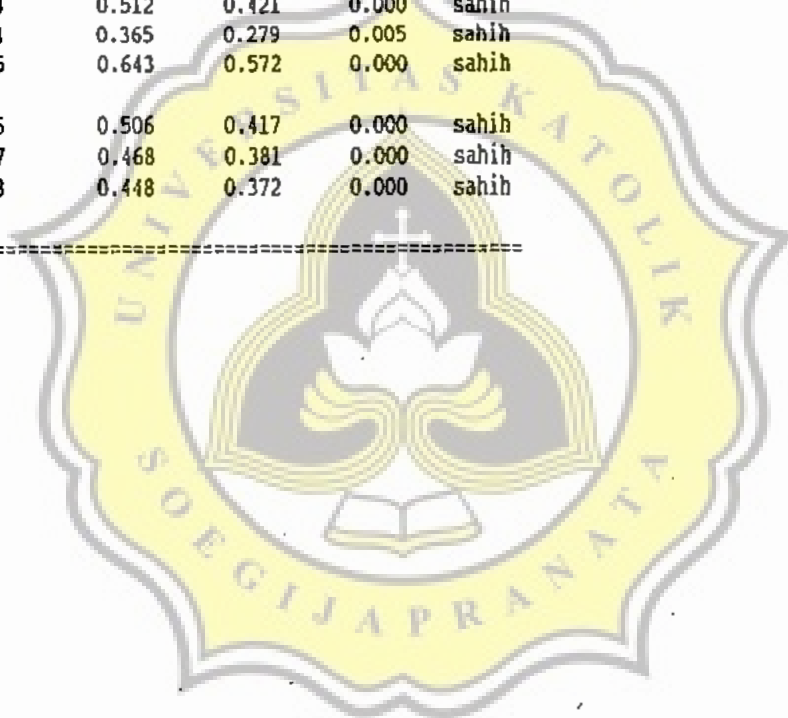 0.512 0.421 0.000 sahih
0.365 0.279 0.005 sahih
6 0.643 0.572 0.000 sahih
0.506 0.417 0.000 sahih
7 0.468 0.381 0.000 sahih
0.448 0.372 0.000 sahih
UNIVERSITAS KATOLIK
SOEGIJAPRANATA